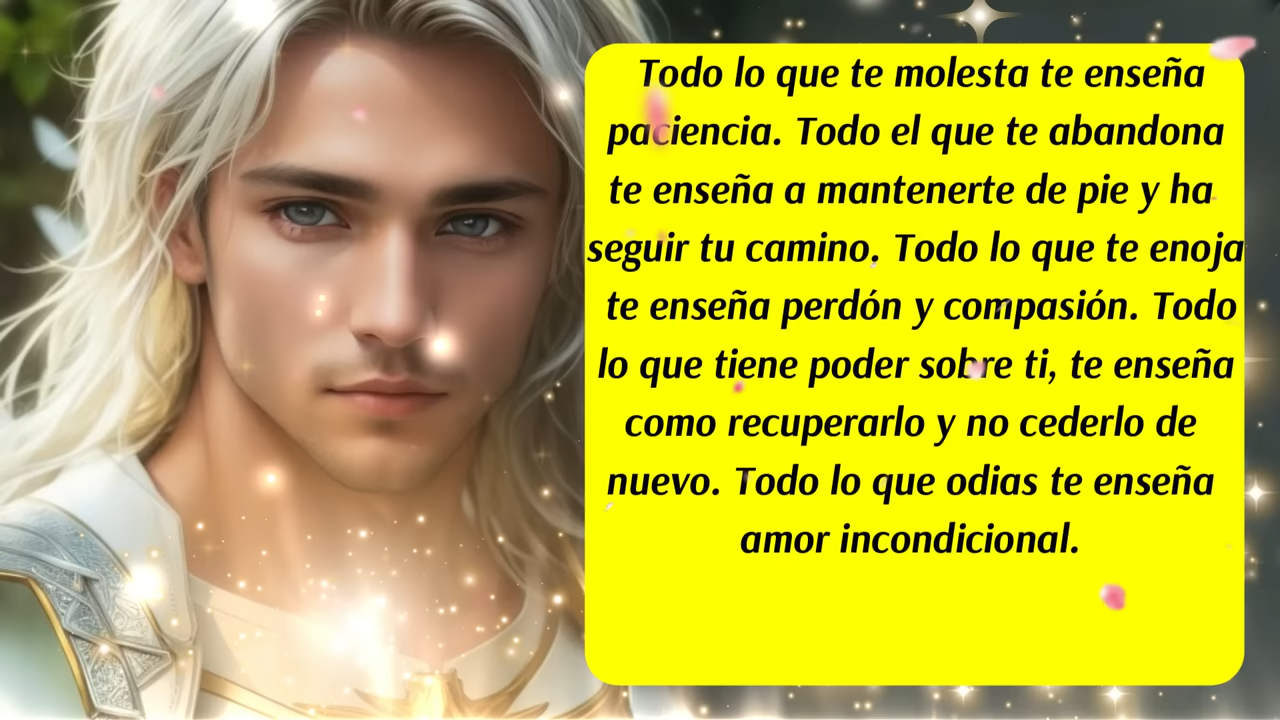 Todo lo que te molesta te enseña
paciencia. Todo el que te abandona
te enseña a mantenerte de pie y ha
seguir tu camino. Todo lo que te enoja
te enseña perdón y compasión. Todo
lo que tiene poder sobre ti, te enseña
como recuperarlo y no cederlo de
nuevo. Todo lo que odias te enseña
amor incondicional.